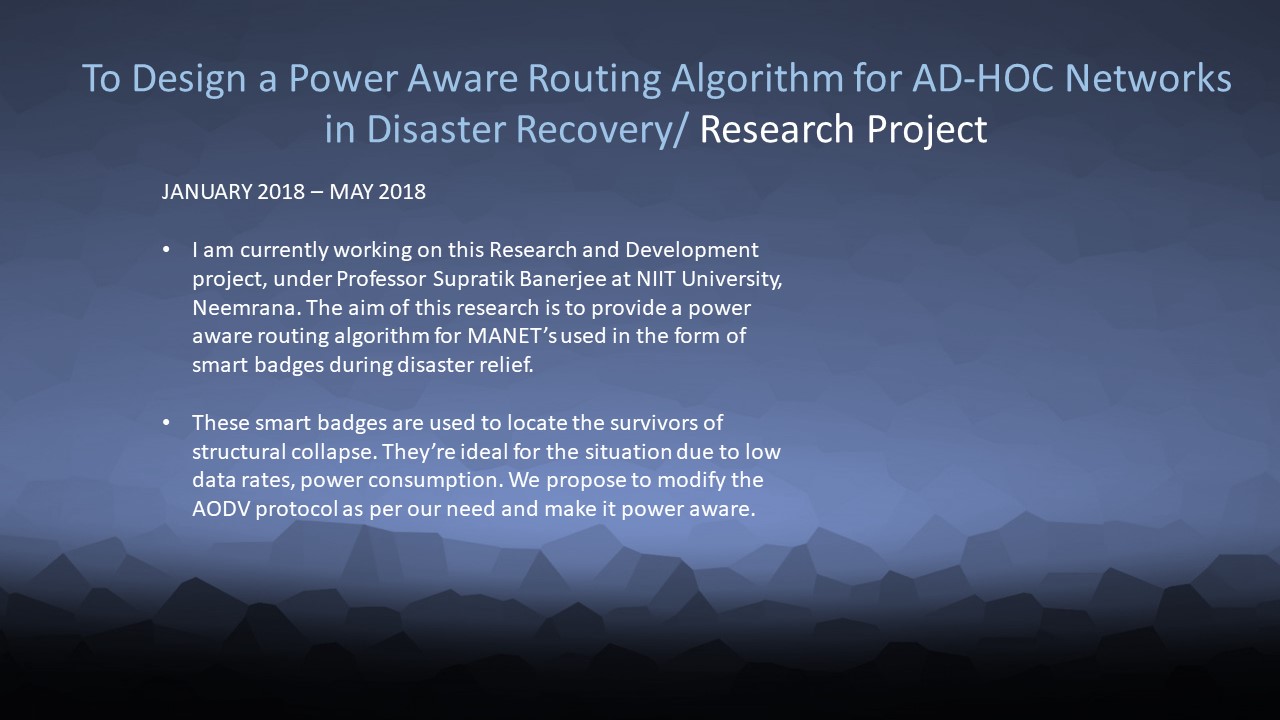 To Design a Power Aware Routing Algorithm for AD-HOC Networks
in Disaster Recovery/ Research Project
JANUARY 2018 – MAY 2018
• I am currently working on this Research and Development
project, under Professor Supratik Banerjee at NIIT University,
Neemrana. The aim of this research is to provide a power
aware routing algorithm for MANET’s used in the form of
smart badges during disaster relief.
• These smart badges are used to locate the survivors of
structural collapse. They’re ideal for the situation due to low
data rates, power consumption. We propose to modify the
AODV protocol as per our need and make it power aware.